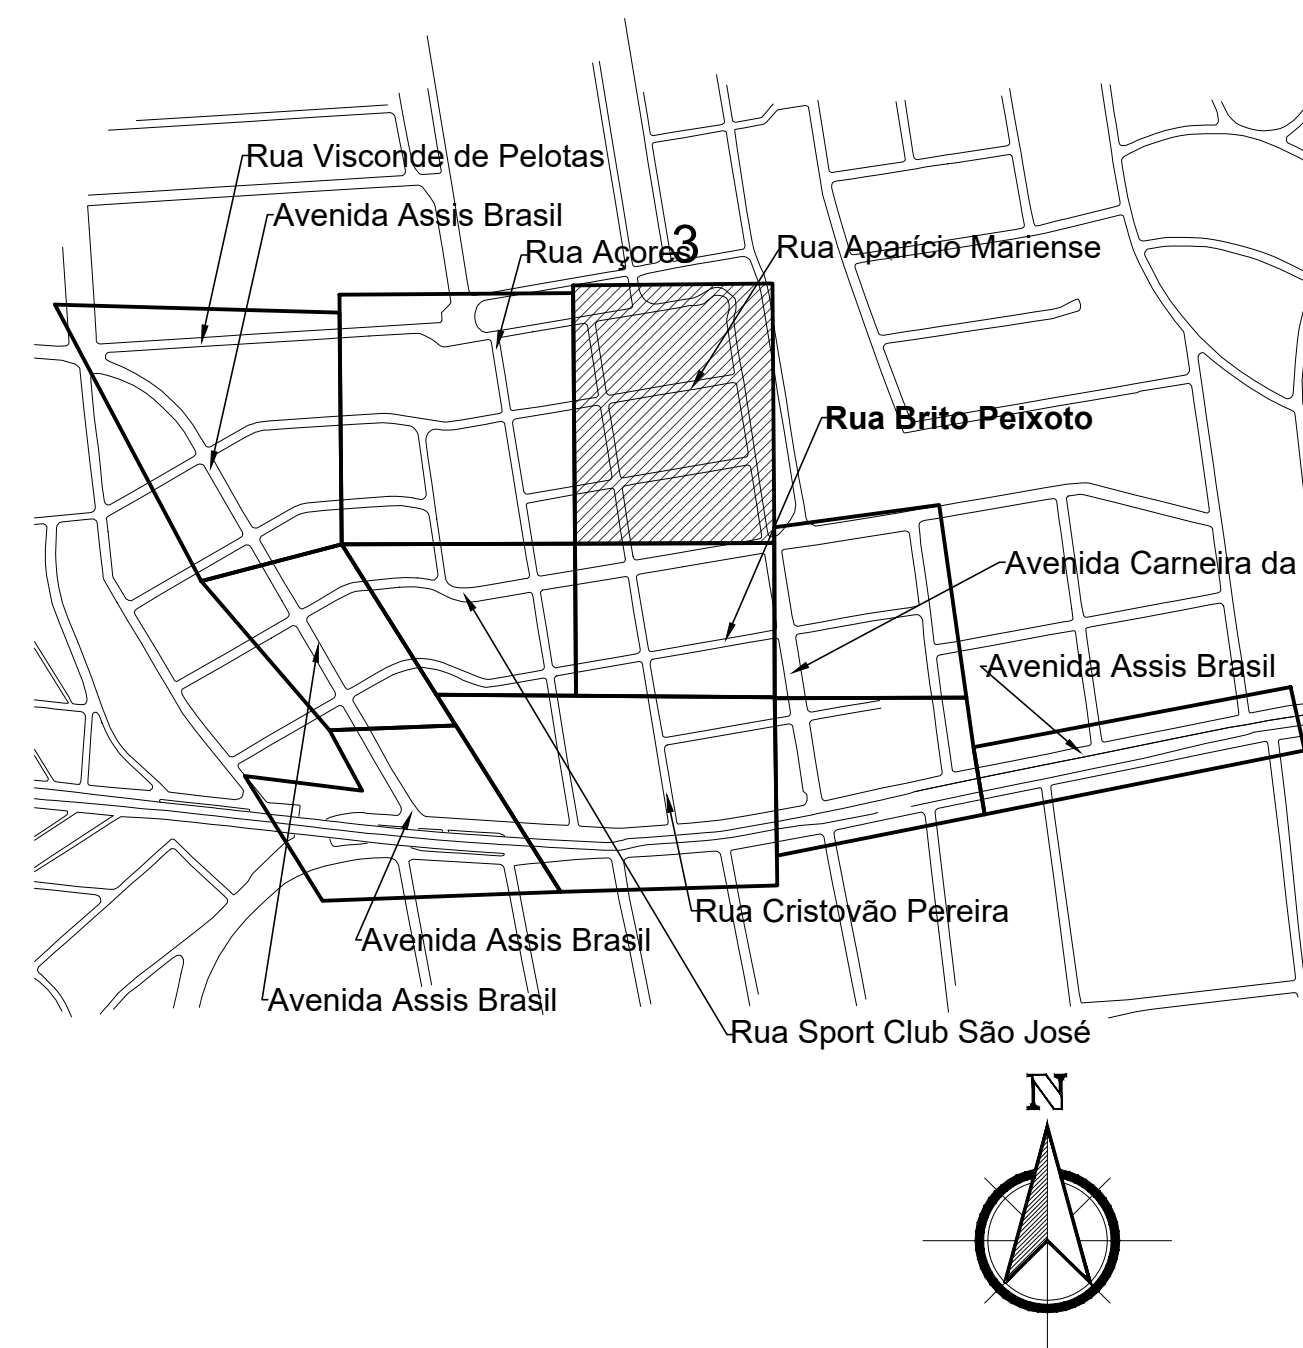 Rua Visconde de Pelotas
Avenida Assis Brasil
3
Rua Açores
Rua Aparício Mariense
Rua Brito Peixoto
Avenida Carneira da
Avenida Assis Brasil
Rua Cristovão Pereira
Avenida Assis Brasil
Avenida Assis Brasil
Rua Sport Club São José
N